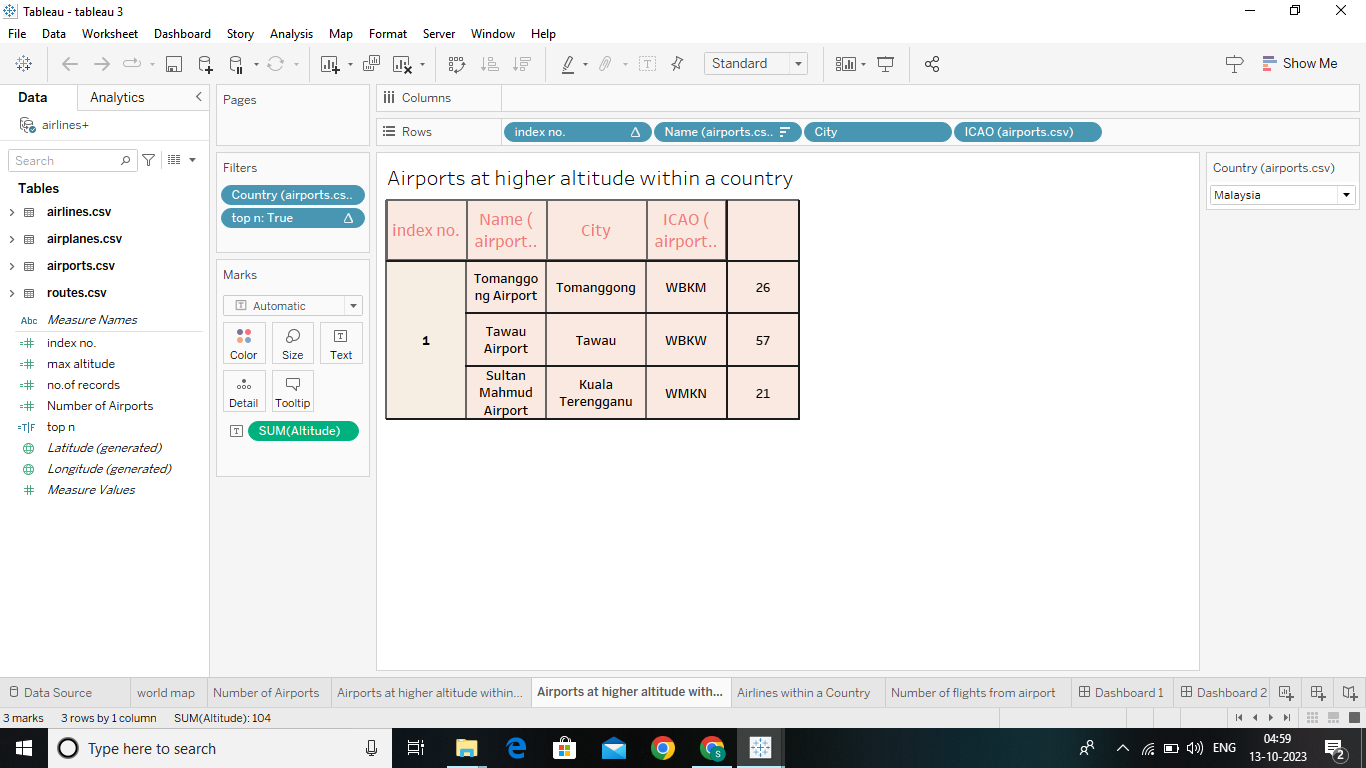 Tableau - tableau 3
File Data Worksheet Dashboard Story Analysis Map Format Server Window Help
Standard
Show Me
Data Analytics
airlines+
Search
Tables
airlines.csv
airplanes.csv
airports.csv
routes.csv
Abc Measure Names
index no.
max altitude
no.of records
Number of Airports
T|F top n
Latitude (generated)
Longitude (generated)
Measure Values
Pages
Filters
Country (airports.cs..
top n: True
Marks
Automatic
Color Size Text
Detail Tooltip
SUM(Altitude)
Columns
Rows index no. Name (airports.cs.. City ICAO (airports.csv)
Airports at higher altitude within a country
index no. Name ( airport.. City ICAO ( airport..
1
Tomanggo
ng Airport Tomanggong WBKM 26
Tawau
Airport Tawau WBKW 57
Sultan
Mahmud
Airport Kuala
Terengganu WMKN 21
Country (airports.csv)
Malaysia
Data Source world map Number of Airports Airports at higher altitude within... Airports at higher altitude with... Airlines within a Country Number of flights from airport Dashboard 1 Dashboard 2
3 marks 3 rows by 1 column SUM(Altitude): 104
Type here to search
S
ENG
04:59
13-10-2023
2